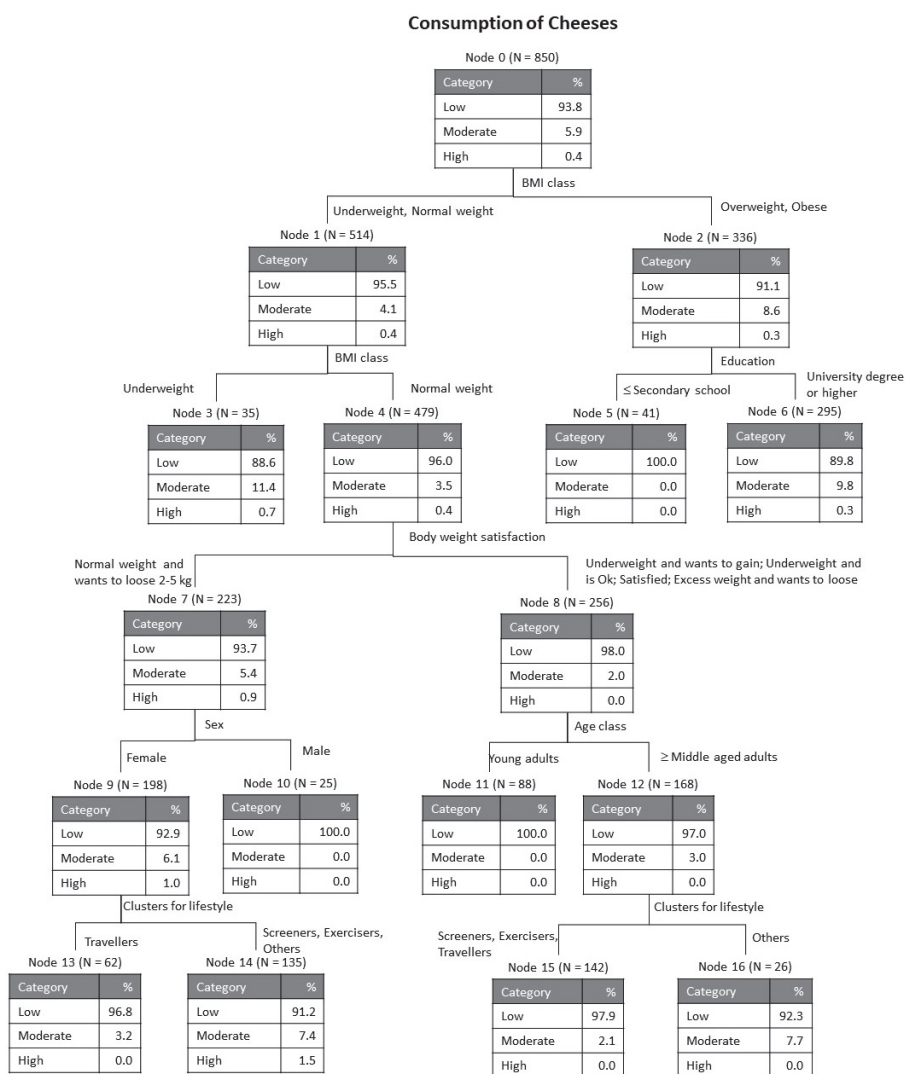 Consumption of Cheeses
Node 0 (N = 850)
Category %
Low 93.8
Moderate 5.9
High 0.4
BMI class
Underweight, Normal weight
Overweight, Obese
Node 1 (N = 514)
Category %
Low 95.5
Moderate 4.1
High 0.4
BMI class
Node 2 (N = 336)
Category %
Low 91.1
Moderate 8.6
High 0.3
Education
Underweight
Normal weight
≤ Secondary school
University degree
or higher
Node 3 (N = 35)
Category %
Low 88.6
Moderate 11.4
High 0.7
Node 4 (N = 479)
Category %
Low 96.0
Moderate 3.5
High 0.4
Body weight satisfaction
Node 5 (N = 41)
Category %
Low 100.0
Moderate 0.0
High 0.0
Node 6 (N = 295)
Category %
Low 89.8
Moderate 9.8
High 0.3
Normal weight and
wants to loose 2-5 kg
Underweight and wants to gain; Underweight and
is Ok; Satisfied; Excess weight and wants to loose
Node 7 (N = 223)
Category %
Low 93.7
Moderate 5.4
High 0.9
Sex
Node 8 (N = 256)
Category %
Low 98.0
Moderate 2.0
High 0.0
Age class
Female
Male
Young adults
≥ Middle aged adults
Node 9 (N = 198)
Category %
Low 92.9
Moderate 6.1
High 1.0
Clusters for lifestyle
Node 10 (N = 25)
Category %
Low 100.0
Moderate 0.0
High 0.0
Node 11 (N = 88)
Category %
Low 100.0
Moderate 0.0
High 0.0
Node 12 (N = 168)
Category %
Low 97.0
Moderate 3.0
High 0.0
Clusters for lifestyle
Travellers
Screeners, Exercisers,
Others
Screeners, Exercisers,
Travellers
Others
Node 13 (N = 62)
Category %
Low 96.8
Moderate 3.2
High 0.0
Node 14 (N = 135)
Category %
Low 91.2
Moderate 7.4
High 1.5
Node 15 (N = 142)
Category %
Low 97.9
Moderate 2.1
High 0.0
Node 16 (N = 26)
Category %
Low 92.3
Moderate 7.7
High 0.0